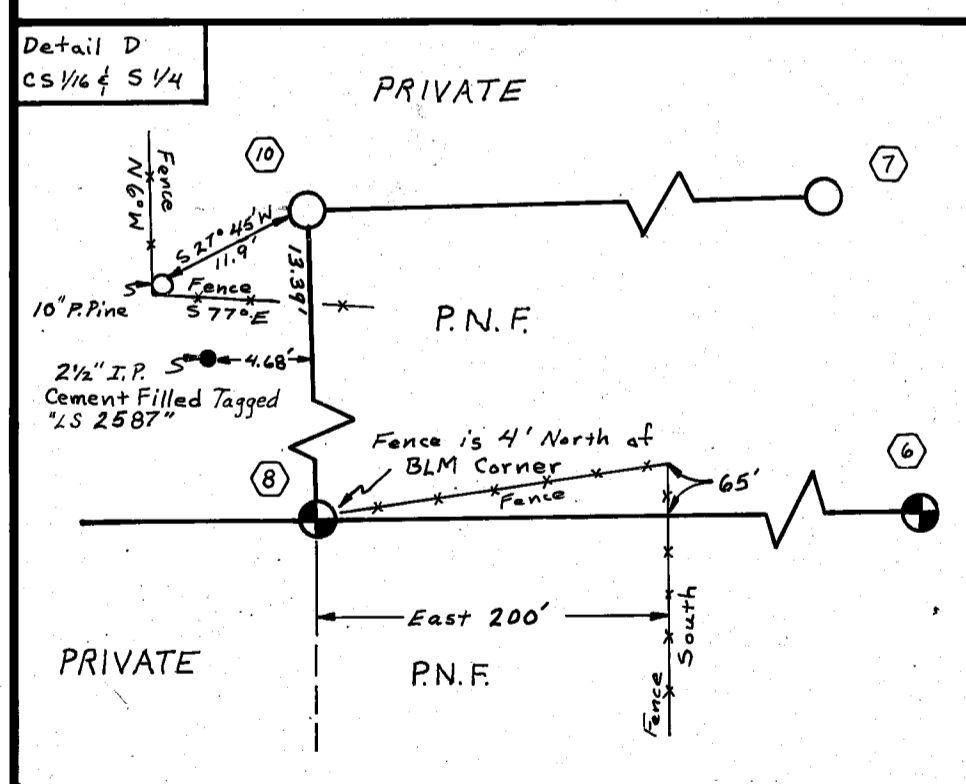 Detail D
CS 1/16 & S 1/4
PRIVATE
10
7
Fence
N 6° W
S 27° 45' W
11.9'
13.39'
S
Fence
S 77° E
10" P. Pine
P.N.F.
S
4.68'
2½" I.P.
Cement Filled Tagged
"LS 2587"
Fence is 4' North of
BLM Corner
8
6
Fence
65'
East 200'
PRIVATE
P.N.F.
Fence South